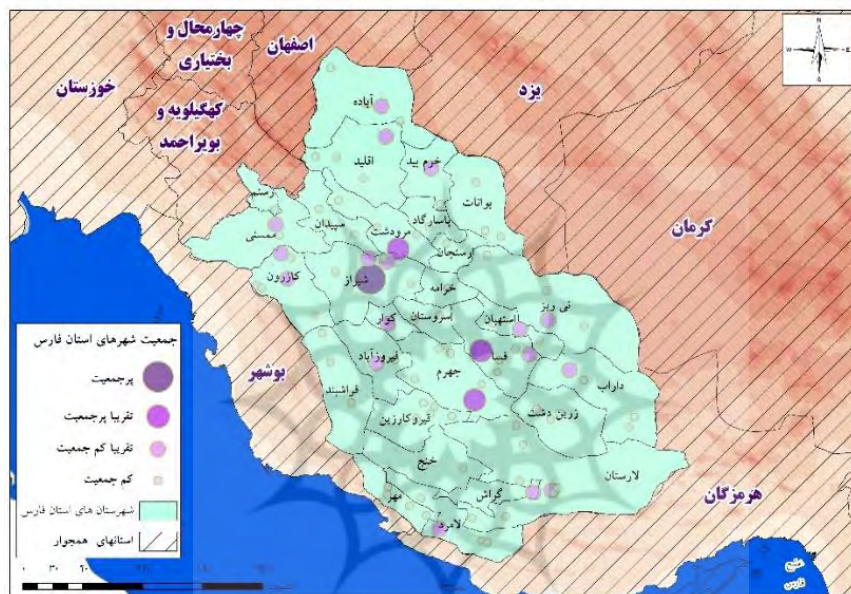 N
W
E
S
چهارمحال و
بختیاری
اصفهان
خوزستان
یزد
کهگیلویه و
بویراحمد
کرمان
بوشهر
هرمزگان
خلیج
فارس
آباده
اقلید
خرم بید
بوانات
رستم
پاسارگاد
سپیدان
مرودشت
ممسنی
ارسنجان
کازرون
شیراز
خرامه
نی ریز
سروستان
استهبان
کوار
فسا
فیروزآباد
جهرم
داراب
فراشبند
زرین دشت
قیروکارزین
خنج
لارستان
گراش
مهر
لامرد
جمعیت شهرهای استان فارس
پرجمعیت
تقریبا پرجمعیت
تقریبا کم جمعیت
کم جمعیت
شهرستان های استان فارس
استانهای همجوار